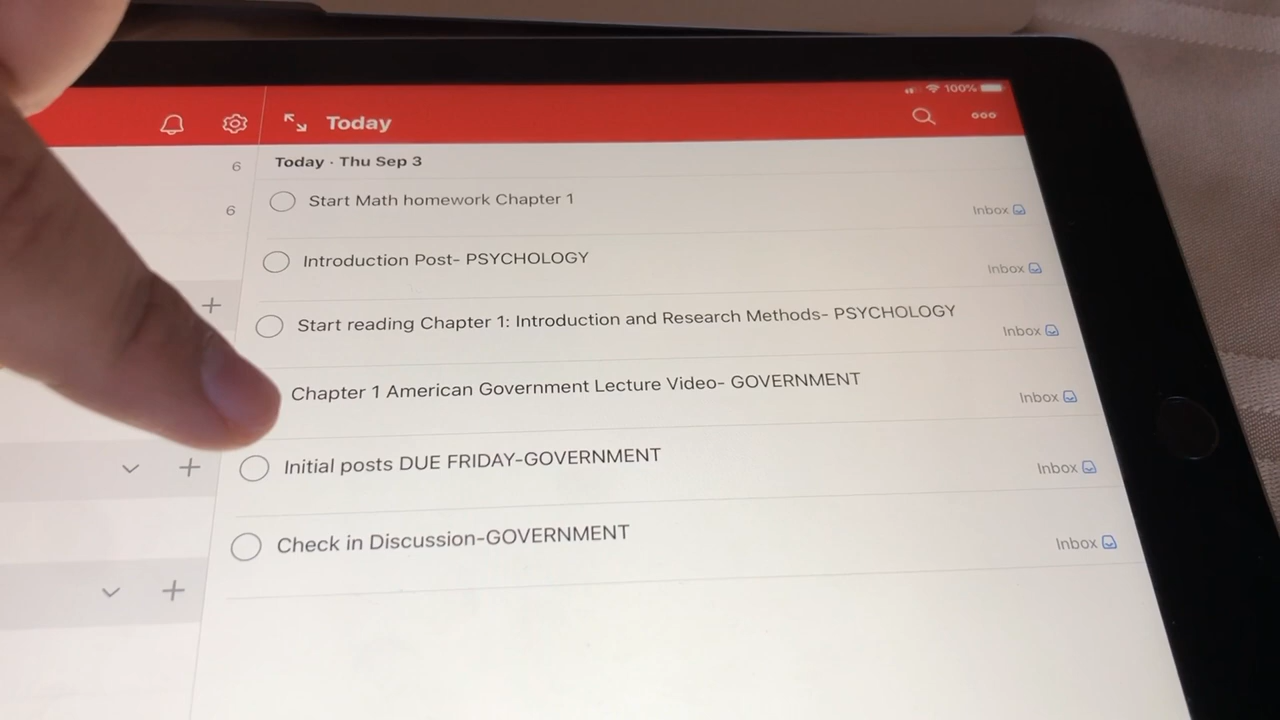 100%
Today
6
Today · Thu Sep 3
6
Start Math homework Chapter 1
Inbox
Introduction Post- PSYCHOLOGY
Inbox
Start reading Chapter 1: Introduction and Research Methods- PSYCHOLOGY
Inbox
Chapter 1 American Government Lecture Video- GOVERNMENT
Inbox
Initial posts DUE FRIDAY-GOVERNMENT
Inbox
Check in Discussion-GOVERNMENT
Inbox